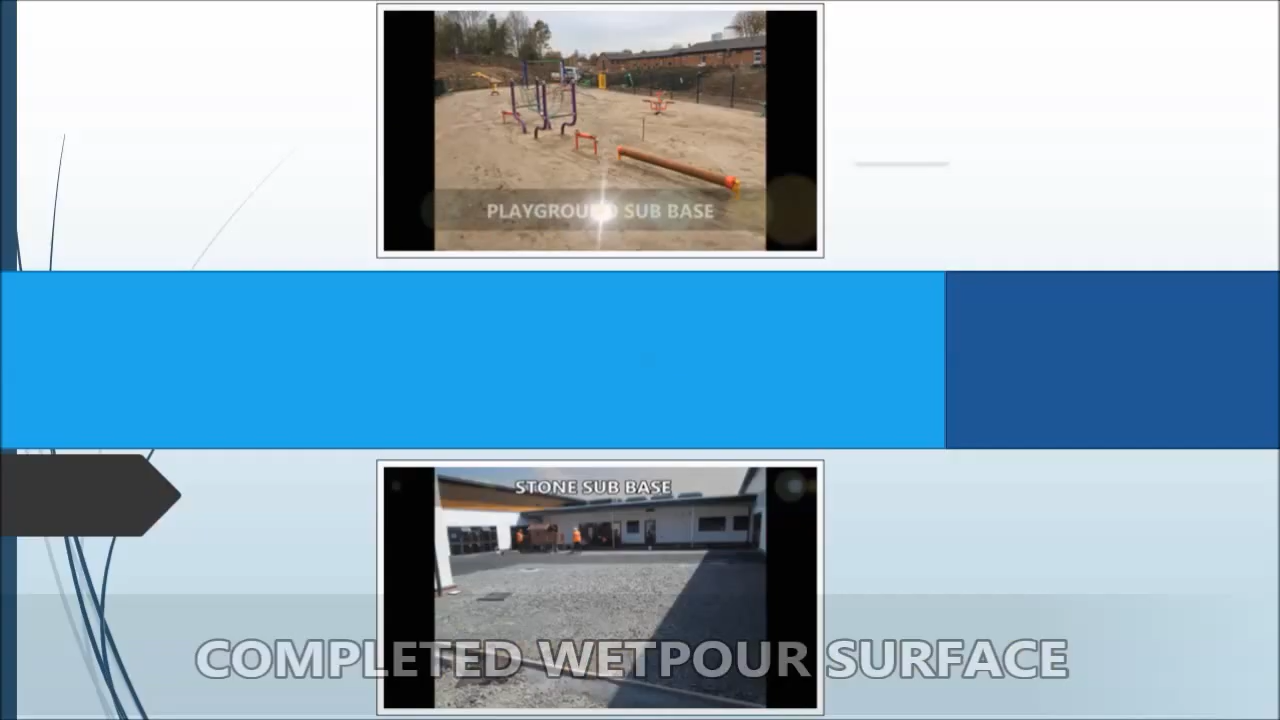 PLAYGROUND SUB BASE
STONE SUB BASE
COMPLETED WETPOUR SURFACE